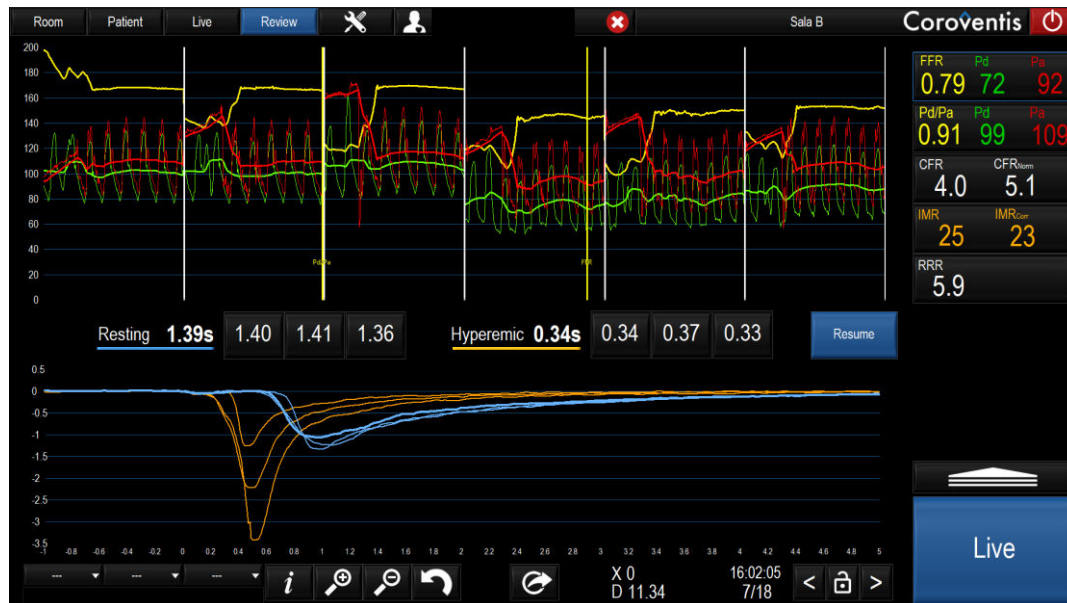 Room Patient Live Review Sala B Coroventis
200
180
160
140
120
100
80
60
40
20
0
Pd/Pa
FFR
FFR Pd Pa
0.79 72 92
Pd/Pa Pd Pa
0.91 99 109
CFR CFRNorm
4.0 5.1
IMR IMRCorr
25 23
RRR
5.9
Resting 1.39s 1.40 1.41 1.36 Hyperemic 0.34s 0.34 0.37 0.33 Resume
0.5
0
-0.5
-1
-1.5
-2
-2.5
-3
-3.5
-1 -0.8 -0.6 -0.4 -0.2 0 0.2 0.4 0.6 0.8 1 1.2 1.4 1.6 1.8 2 2.2 2.4 2.6 2.8 3 3.2 3.4 3.6 3.8 4 4.2 4.4 4.6 4.8 5
Live
--- --- --- i X 0 16:02:05 < >
D 11.34 7/18